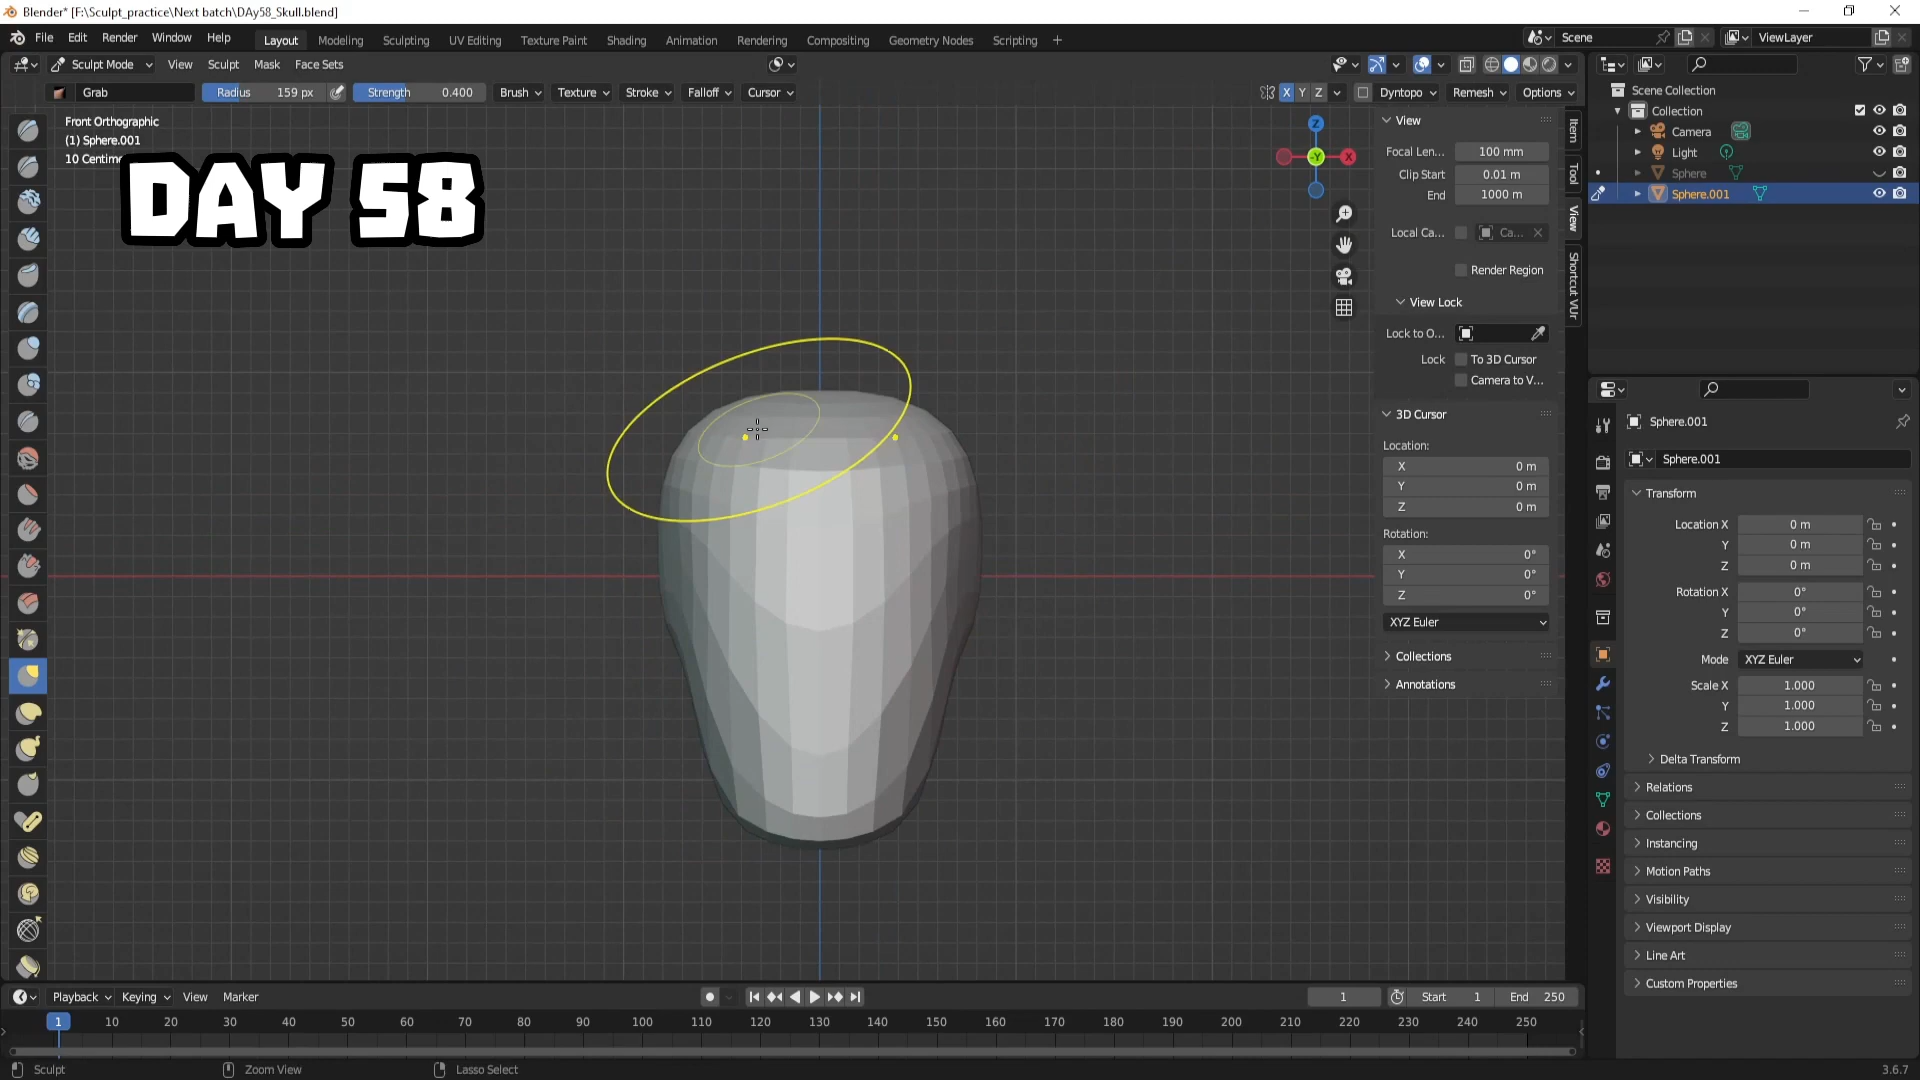 Blender* [F:\Sculpt_practice\Next batch\DAy58_Skull.blend]
File Edit Render Window Help Layout Modeling Sculpting UV Editing Texture Paint Shading Animation Rendering Compositing Geometry Nodes Scripting + Scene ViewLayer
Sculpt Mode View Sculpt Mask Face Sets
Grab Radius 159 px Strength 0.400 Brush Texture Stroke Falloff Cursor X Y Z Dyntopo Remesh Options
Front Orthographic
(1) Sphere.001
10 Centime
DAY 58
Z
-Y X
View
Focal Len... 100 mm
Clip Start 0.01 m
End 1000 m
Local Ca... Ca...
Render Region
View Lock
Lock to O...
Lock To 3D Cursor
Camera to V...
3D Cursor
Location:
X 0 m
Y 0 m
Z 0 m
Rotation:
X 0°
Y 0°
Z 0°
XYZ Euler
Collections
Annotations
Item
Tool
View
Shortcut VUr
Scene Collection
Collection
Camera
Light
Sphere
Sphere.001
Sphere.001
Sphere.001
Transform
Location X 0 m
Y 0 m
Z 0 m
Rotation X 0°
Y 0°
Z 0°
Mode XYZ Euler
Scale X 1.000
Y 1.000
Z 1.000
Delta Transform
Relations
Collections
Instancing
Motion Paths
Visibility
Viewport Display
Line Art
Custom Properties
Playback Keying View Marker 1 Start 1 End 250
1 10 20 30 40 50 60 70 80 90 100 110 120 130 140 150 160 170 180 190 200 210 220 230 240 250
Sculpt Zoom View Lasso Select 3.6.7